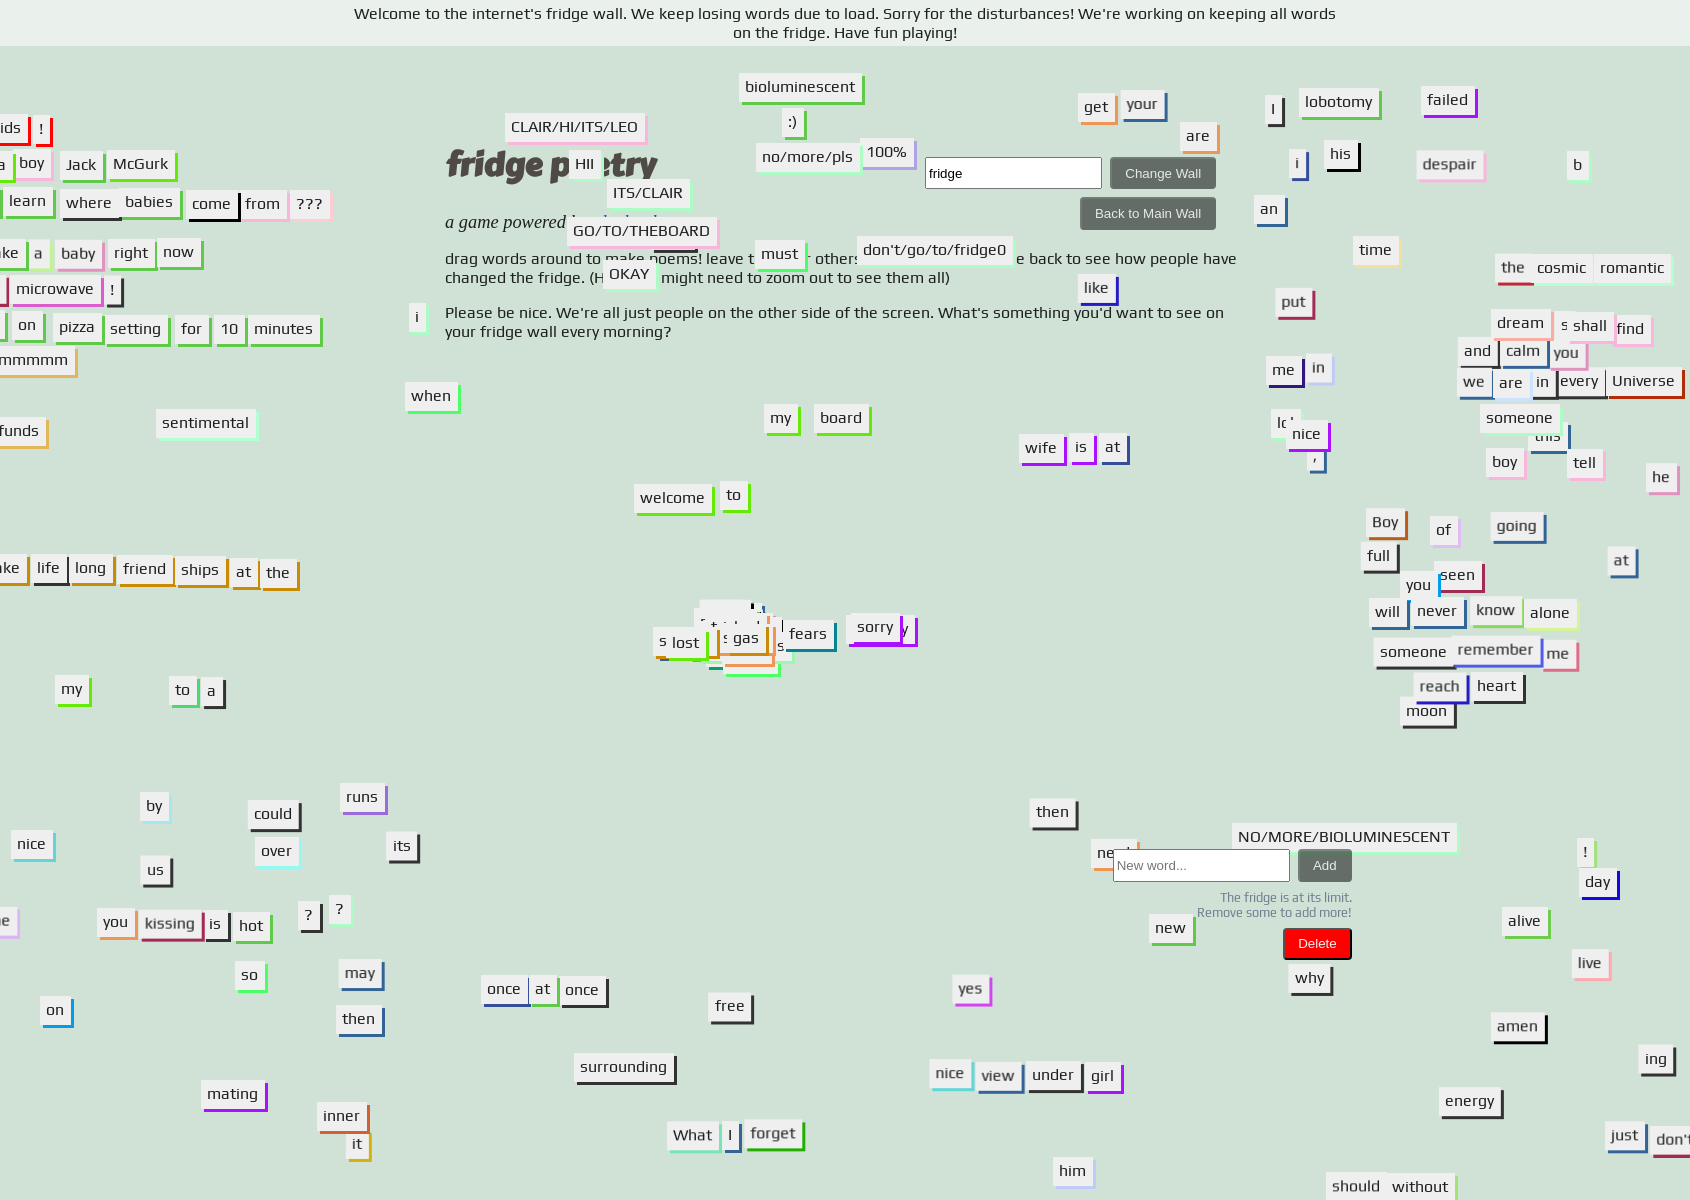 Welcome to the internet's fridge wall. We keep losing words due to load. Sorry for the disturbances! We're working on keeping all words
on the fridge. Have fun playing!
bioluminescent
:)
no/more/pls 100%
get your
are
I lobotomy failed
i his despair b
an
time
CLAIR/HI/ITS/LEO
HII
ITS/CLAIR
GO/TO/THEBOARD
OKAY
fridge
Change Wall
Back to Main Wall
a game powered
must
don't/go/to/fridge0
drag words around to make poems! leave others e back to see how people have
changed the fridge. (H might need to zoom out to see them all)
like
Please be nice. We're all just people on the other side of the screen. What's something you'd want to see on
your fridge wall every morning?
ids !
a boy Jack McGurk
learn where babies come from ???
ke a baby right now
microwave !
on pizza setting for 10 minutes
mmmmm
i
when
funds
sentimental
my board
wife is at
welcome to
put
me in
nice
,
the cosmic romantic
dream shall find
and calm you
we are in every Universe
someone
this
boy tell
he
Boy of going
full
at
seen
you
will never know alone
someone remember me
reach heart
moon
ake life long friend ships at the
lost gas fears sorry
my to a
by could runs
nice over its
us
you kissing is hot ? ?
so may
on then
once at once
free
yes
surrounding
mating
inner
it
What I forget
nice view under girl
him
then
NO/MORE/BIOLUMINESCENT
New word... Add
The fridge is at its limit.
Remove some to add more!
new
Delete
why
!
day
alive
live
amen
ing
energy
just don't
should without